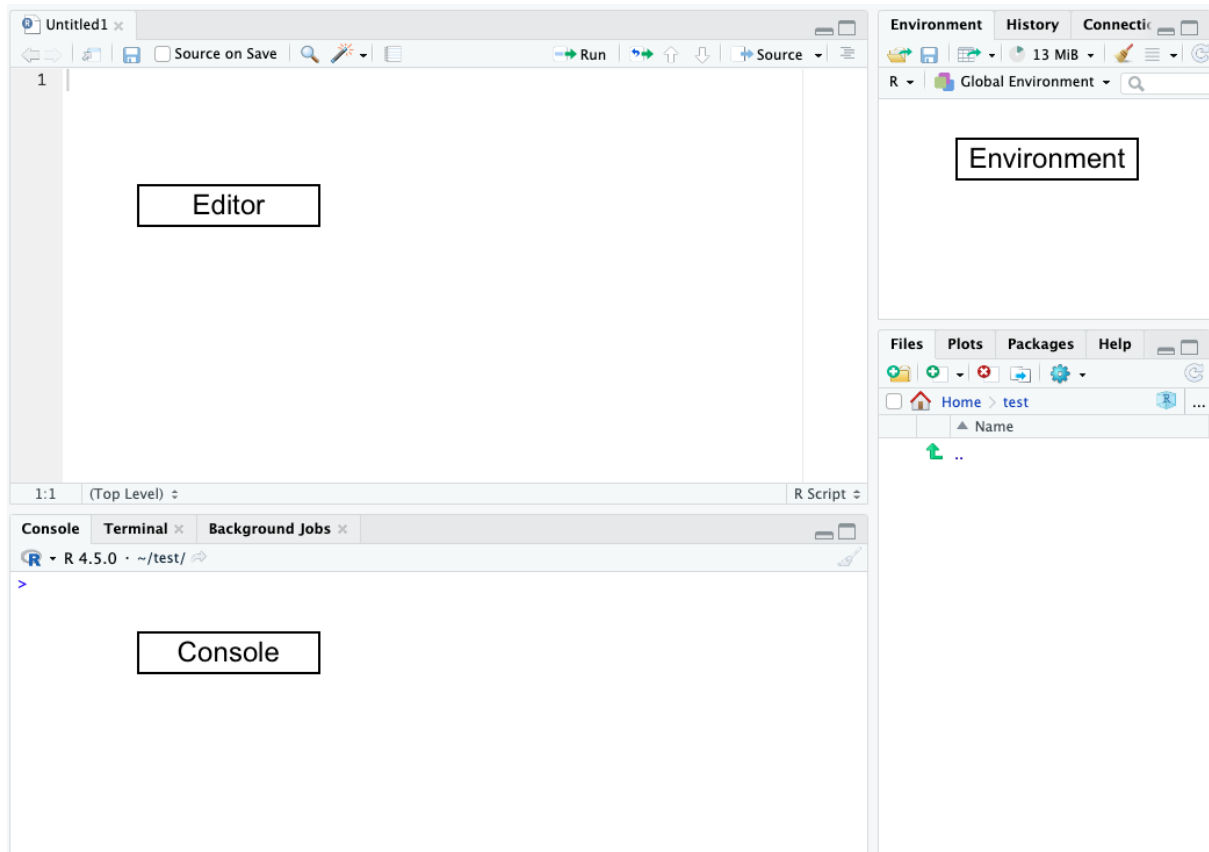 Untitled1
Source on Save Run Source
1
Editor
1:1 (Top Level) R Script
Console Terminal Background Jobs
R 4.5.0 · ~/test/
>
Console
Environment History Connectic
13 MiB
R Global Environment
Environment
Files Plots Packages Help
Home > test R ...
Name
..